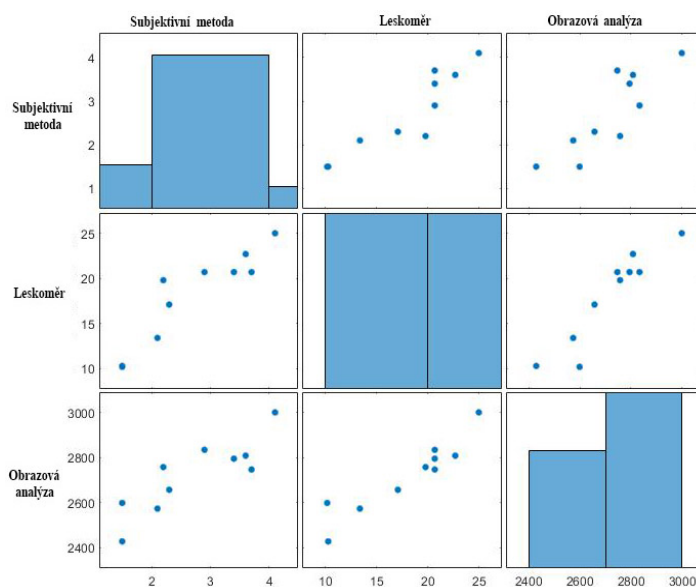 Subjektivní metoda Leskoměr Obrazová analýza
Subjektivní
metoda
4
3
2
1
Leskoměr
25
20
15
10
Obrazová
analýza
3000
2800
2600
2400
2 3 4 10 15 20 25 2400 2600 2800 3000